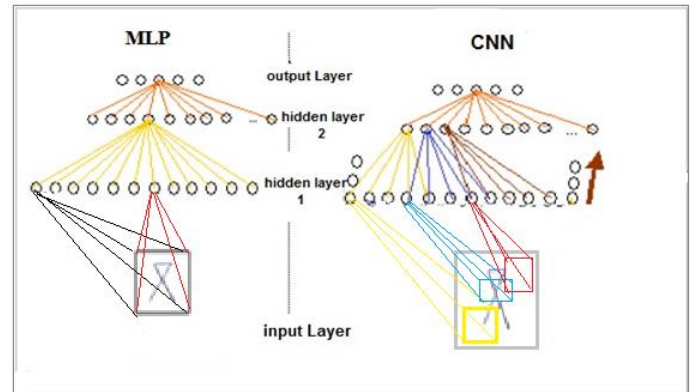 MLP
CNN
output Layer
hidden layer
2
hidden layer
1
input Layer